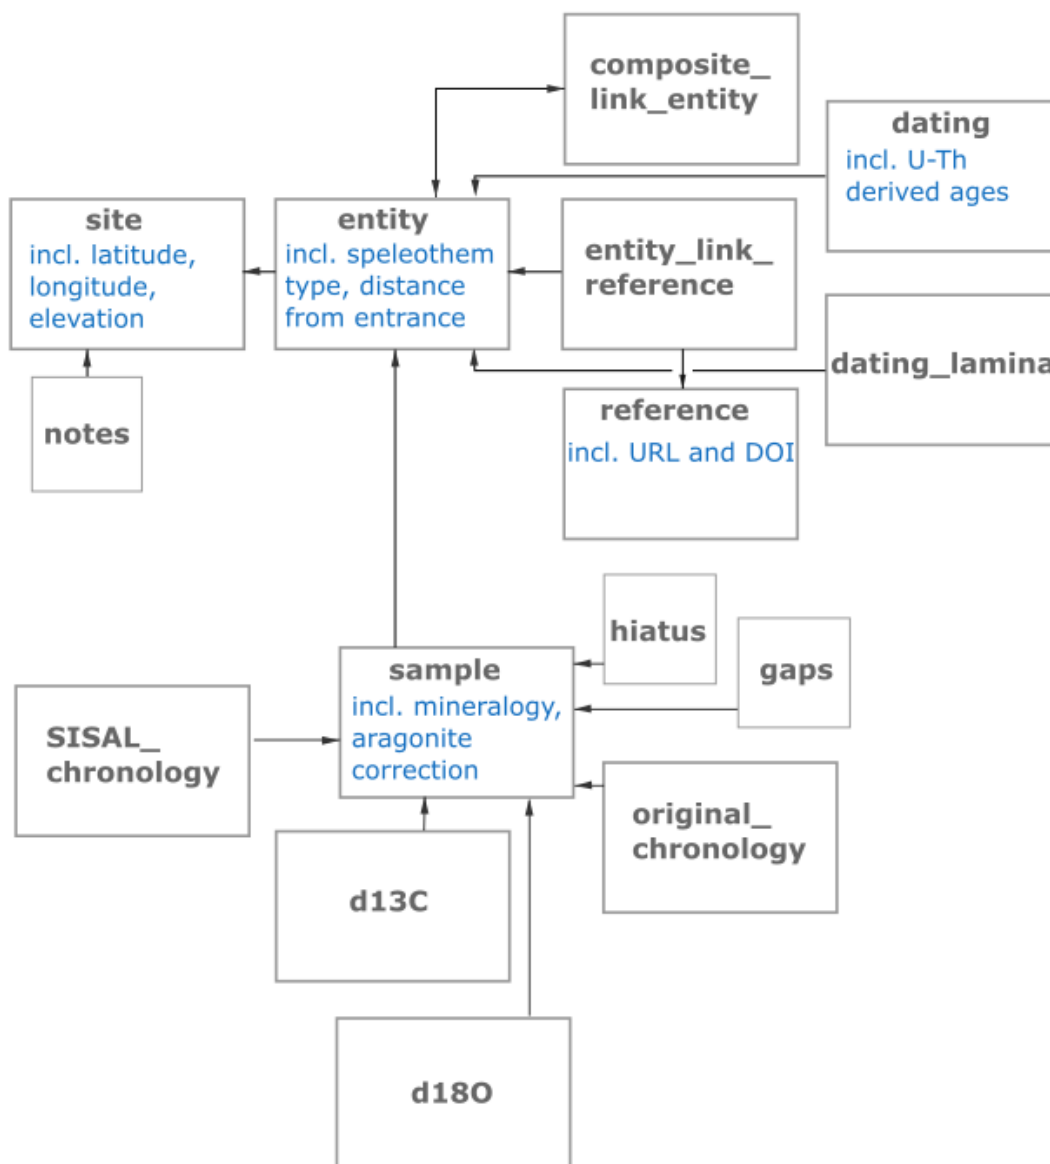 composite_
link_entity
dating
incl. U-Th
derived ages
site
incl. latitude,
longitude,
elevation
entity
incl. speleothem
type, distance
from entrance
entity_link_
reference
dating_lamina
notes
reference
incl. URL and DOI
hiatus
gaps
sample
incl. mineralogy,
aragonite
correction
SISAL_
chronology
original_
chronology
d13C
d18O